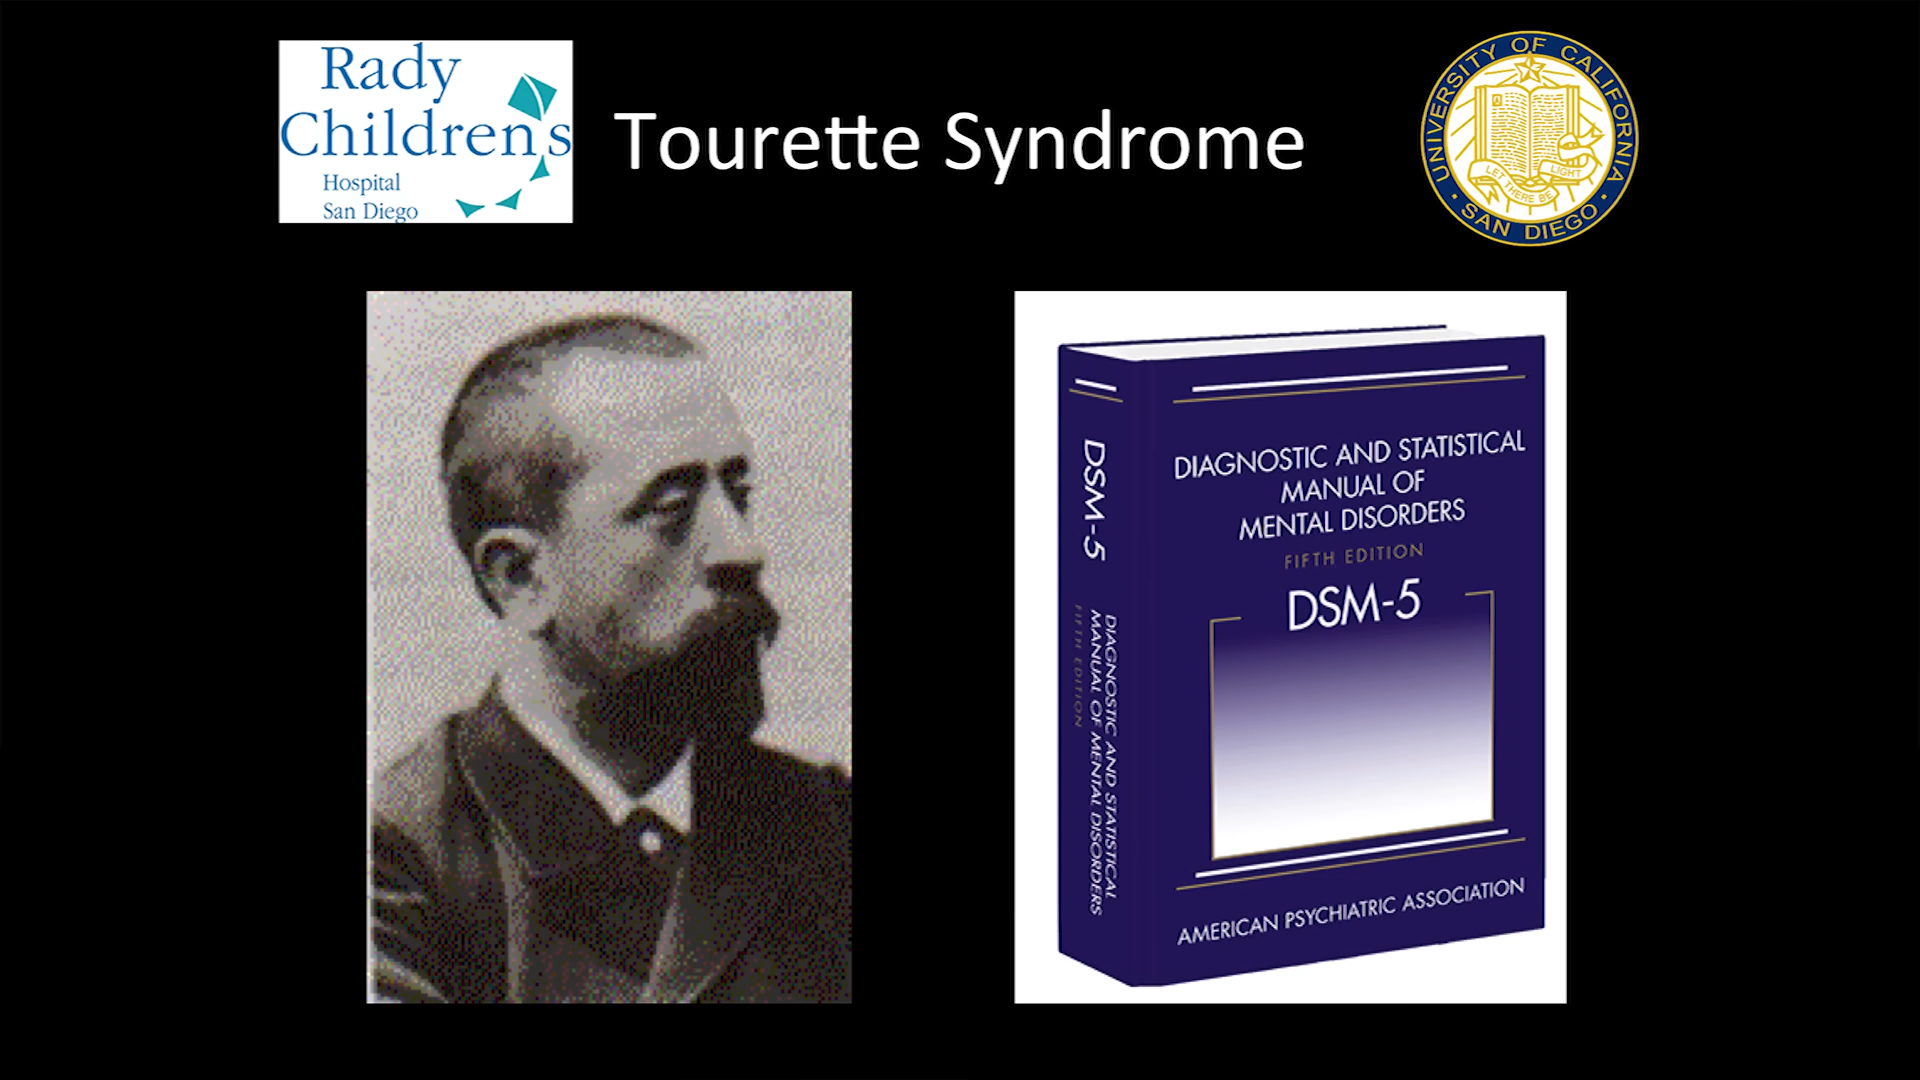 Rady
Children's
Hospital
San Diego
Tourette Syndrome
UNIVERSITY OF CALIFORNIA
SAN DIEGO
LET THERE BE LIGHT
DSM-5
DIAGNOSTIC AND STATISTICAL
MANUAL OF MENTAL DISORDERS
FIFTH EDITION
DIAGNOSTIC AND STATISTICAL
MANUAL OF
MENTAL DISORDERS
FIFTH EDITION
DSM-5
AMERICAN PSYCHIATRIC ASSOCIATION